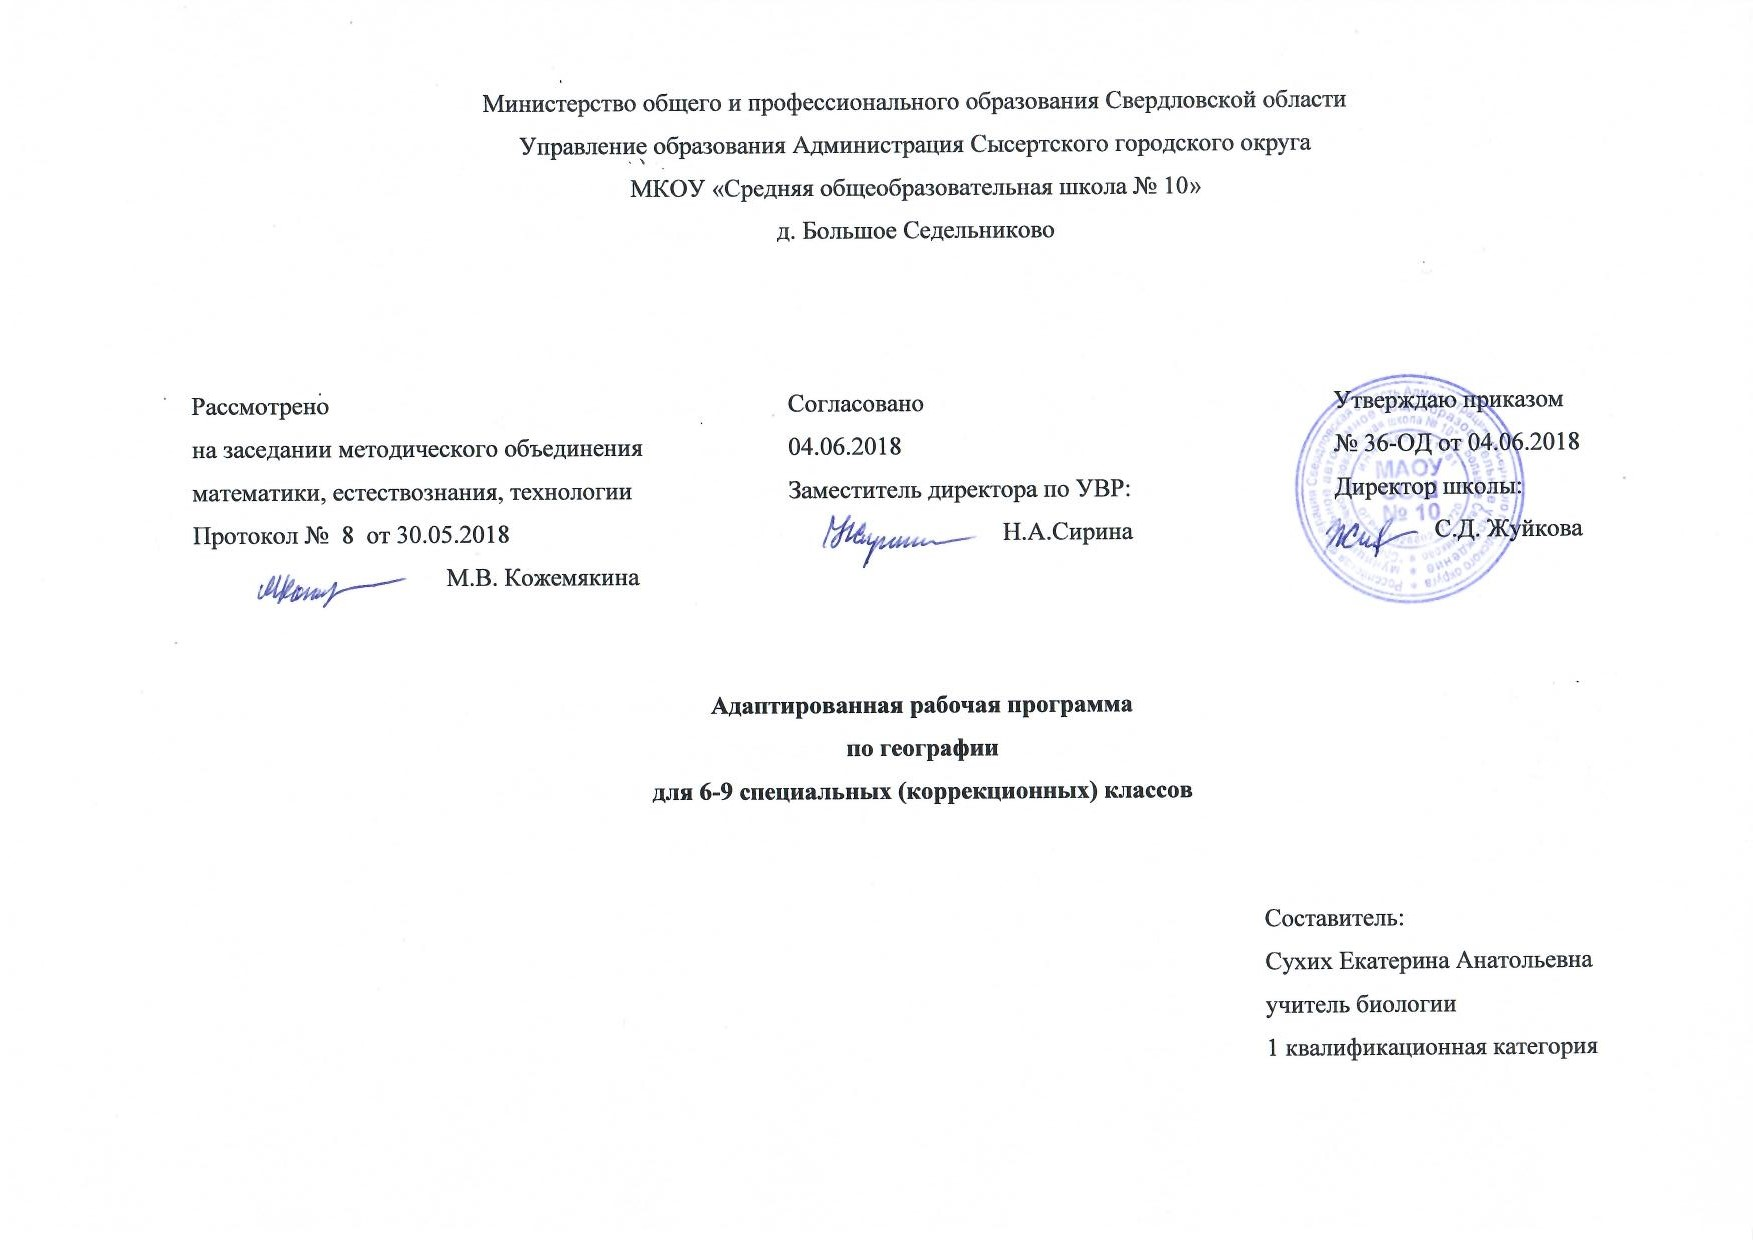 Министерство общего и профессионального образования Свердловской области
Управление образования Администрация Сысертского городского округа
МКОУ «Средняя общеобразовательная школа № 10»
д. Большое Седельниково
Рассмотрено
на заседании методического объединения
математики, естествознания, технологии
Протокол № 8 от 30.05.2018
М.В. Кожемякина
Согласовано
04.06.2018
Заместитель директора по УВР:
Н.А.Сирина
Утверждаю приказом
№ 36-ОД от 04.06.2018
Директор школы:
С.Д. Жуйкова
МАОУ
№ 10
Адаптированная рабочая программа
по географии
для 6-9 специальных (коррекционных) классов
Составитель:
Сухих Екатерина Анатольевна
учитель биологии
1 квалификационная категория